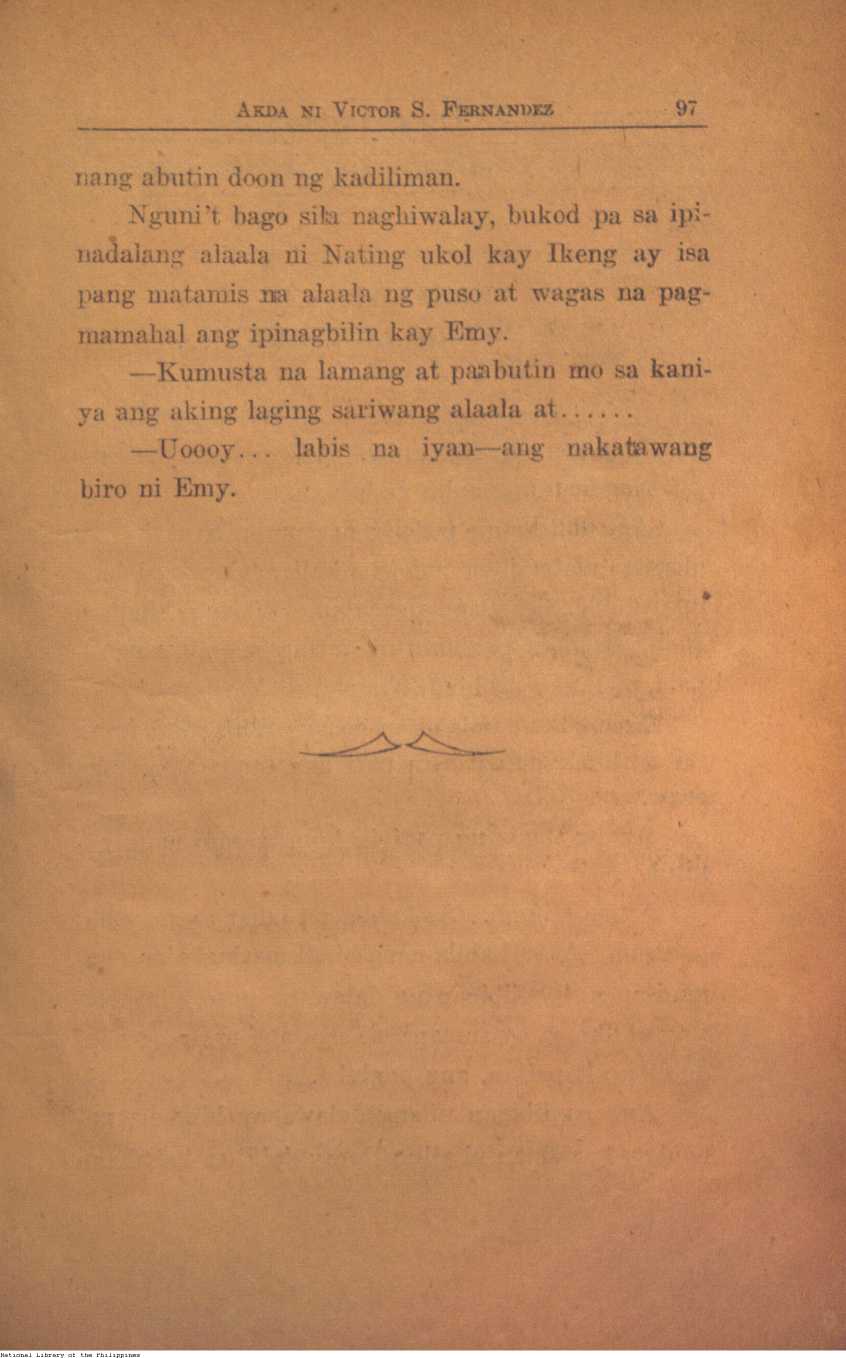 AKDA NI VICTOR S. FERNANDEZ 97
nang abutin doon ng kadiliman.
Nguni't bago sila naghiwalay, bukod pa sa ipi-
nadalang alaala ni Nating ukol kay Ikeng ay isa
pang matamis na alaala ng puso at wagas na pag-
mamahal ang ipinagbilin kay Emy.
—Kumusta na lamang at paabutin mo sa kani-
ya ang aking laging sariwang alaala at......
—Uoooy... labis na iyan—ang nakatawang
biro ni Emy.
National Library of the Philippines